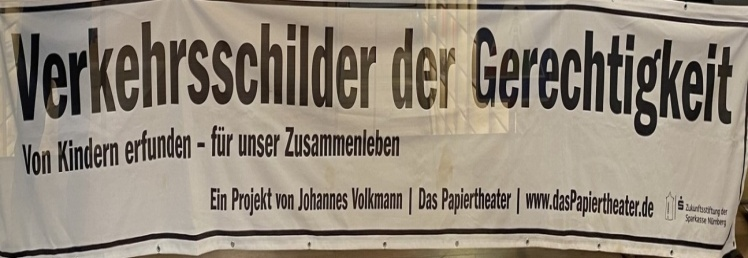 Verkehrsschilder der Gerechtigkeit
Von Kindern erfunden – für unser Zusammenleben
Ein Projekt von Johannes Volkmann | Das Papiertheater | www.dasPapiertheater.de
Zukunftsstiftung der
Sparkasse Nürnberg